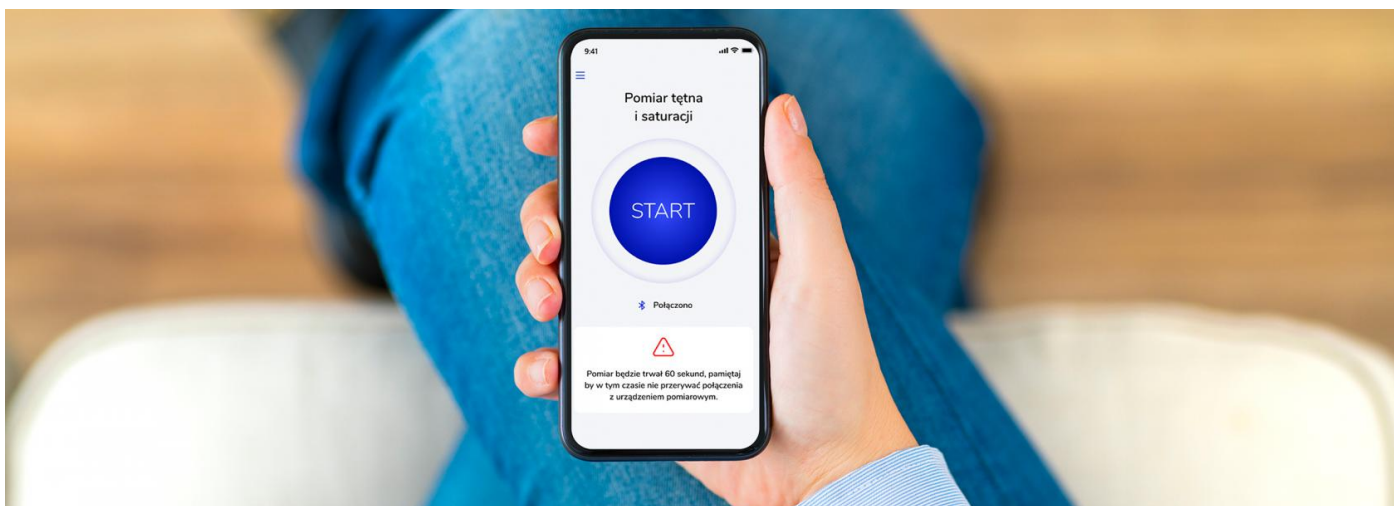 9:41
Pomiar tętna
i saturacji
START
Połączono
Pomiar będzie trwał 60 sekund, pamiętaj
by w tym czasie nie przerywać połączenia
z urządzeniem pomiarowym.